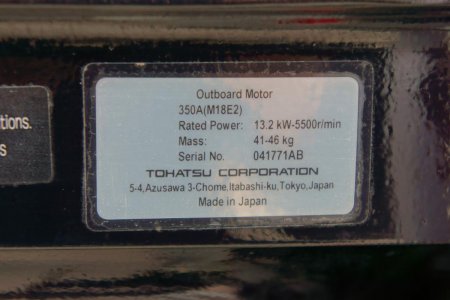 Outboard Motor
350A(M18E2)
Rated Power: 13.2 kW-5500r/min
Mass: 41-46 kg
Serial No. 041771AB
TOHATSU CORPORATION
5-4,Azusawa 3-Chome,Itabashi-ku,Tokyo,Japan
Made in Japan
tions.
s